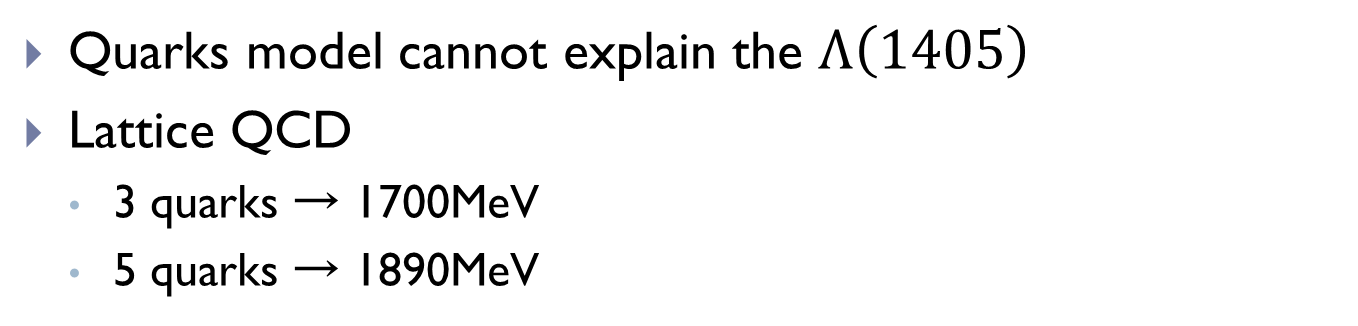 Quarks model cannot explain the Λ(1405)
Lattice QCD
3 quarks → 1700MeV
5 quarks → 1890MeV